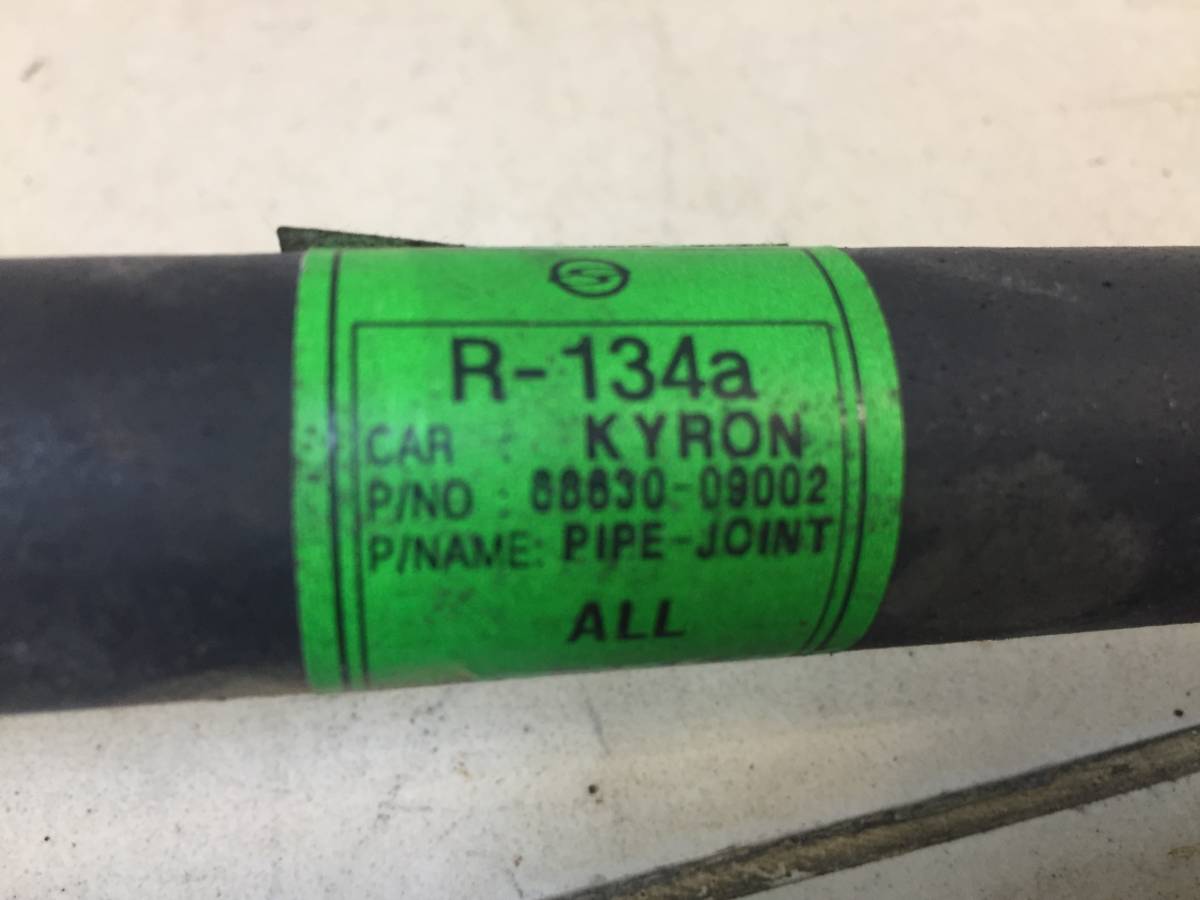 S
R-134a
CAR : KYRON
P/NO : 68630-09002
P/NAME: PIPE-JOINT
ALL